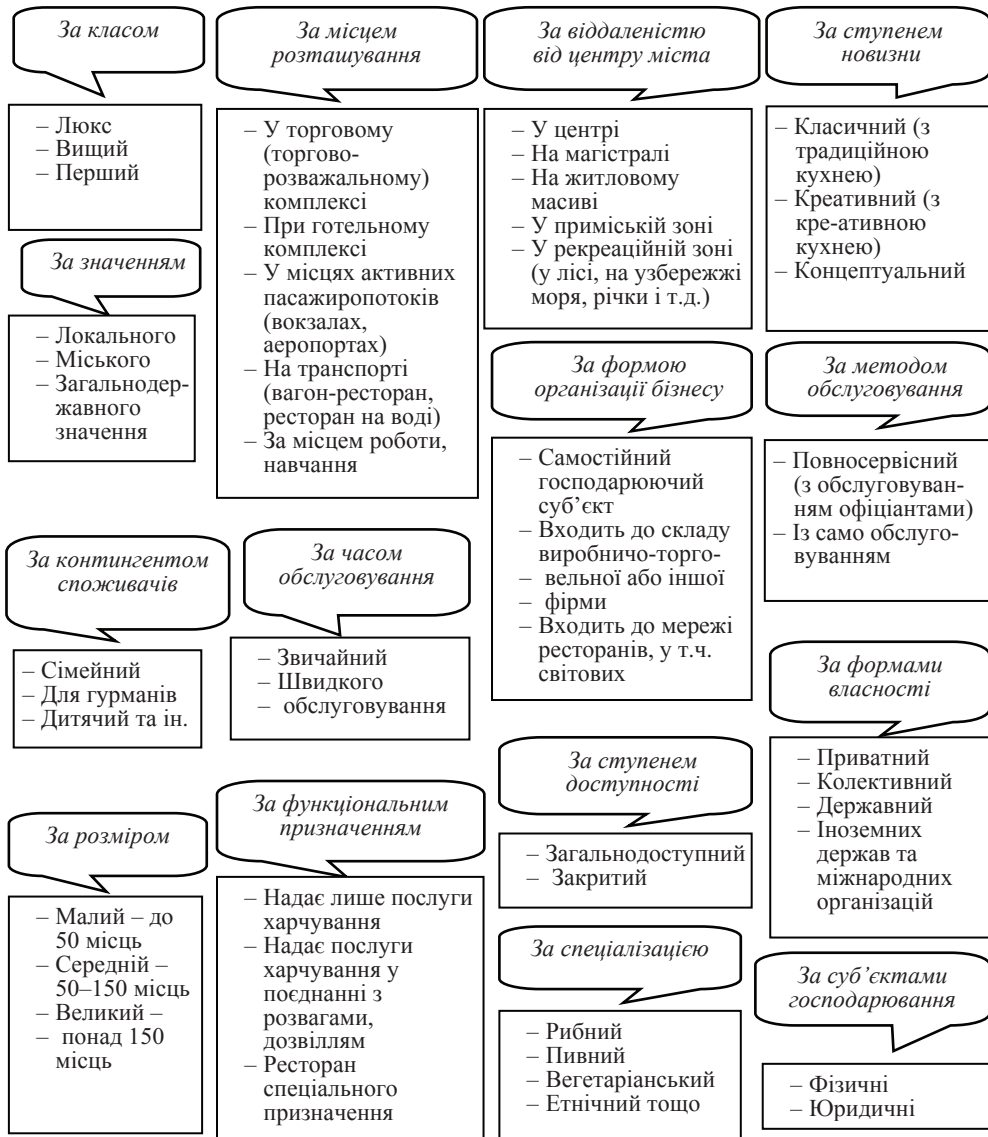 За класом
– Люкс
– Вищий
– Перший
За місцем
розташування
– У торговому
(торгово-
розважальному)
комплексі
– При готельному
комплексі
– У місцях активних
пасажиропотоків
(вокзалах,
аеропортах)
– На транспорті
(вагон-ресторан,
ресторан на воді)
– За місцем роботи,
навчання
За віддаленістю
від центру міста
– У центрі
– На магістралі
– На житловому
масиві
– У приміській зоні
– У рекреаційній зоні
(у лісі, на узбережжі
моря, річки і т.д.)
За ступенем
новизни
– Класичний (з
традиційною
кухнею)
– Креативний (з
кре-ативною
кухнею)
– Концептуальний
За значенням
– Локального
– Міського
– Загальнодер-
жавного
значення
За формою
організації бізнесу
– Самостійний
господарюючий
суб’єкт
– Входить до складу
виробничо-торго-
– вельної або іншої
– фірми
– Входить до мережі
ресторанів, у т.ч.
світових
За методом
обслуговування
– Повносервісний
(з обслуговуван-
ням офіціантами)
– Із само обслуго-
вуванням
За контингентом
споживачів
– Сімейний
– Для гурманів
– Дитячий та ін.
За часом
обслуговування
– Звичайний
– Швидкого
– обслуговування
За формами
власності
– Приватний
– Колективний
– Державний
– Іноземних
держав та
міжнародних
організацій
За розміром
– Малий – до
50 місць
– Середній –
50–150 місць
– Великий –
– понад 150
місць
За функціональним
призначенням
– Надає лише послуги
харчування
– Надає послуги
харчування у
поєднанні з
розвагами,
дозвіллям
– Ресторан
спеціального
призначення
За ступенем
доступності
– Загальнодоступний
– Закритий
За спеціалізацією
– Рибний
– Пивний
– Вегетаріанський
– Етнічний тощо
За суб’єктами
господарювання
– Фізичні
– Юридичні